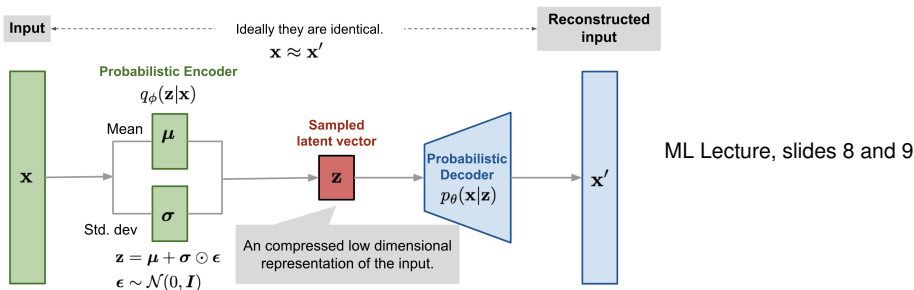 Input
Ideally they are identical.
x ≈ x′
Reconstructed
input
Probabilistic Encoder
qϕ(z|x)
Mean
μ
Sampled
latent vector
Probabilistic
Decoder
pθ(x|z)
x
z
x′
ML Lecture, slides 8 and 9
σ
Std. dev
An compressed low dimensional
representation of the input.
z = μ + σ ⊙ ϵ
ϵ ∼ 𝒩(0, I)